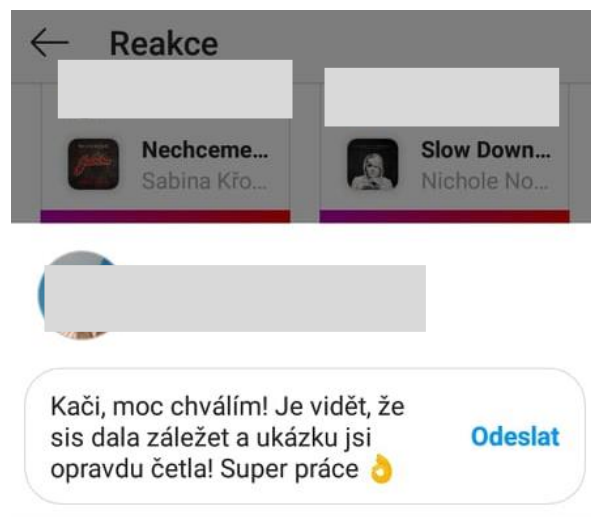 Reakce
Nechceme...
Sabina Křo...
Slow Down...
Nichole No...
Kači, moc chválím! Je vidět, že
sis dala záležet a ukázku jsi
opravdu četla! Super práce 👌
Odeslat